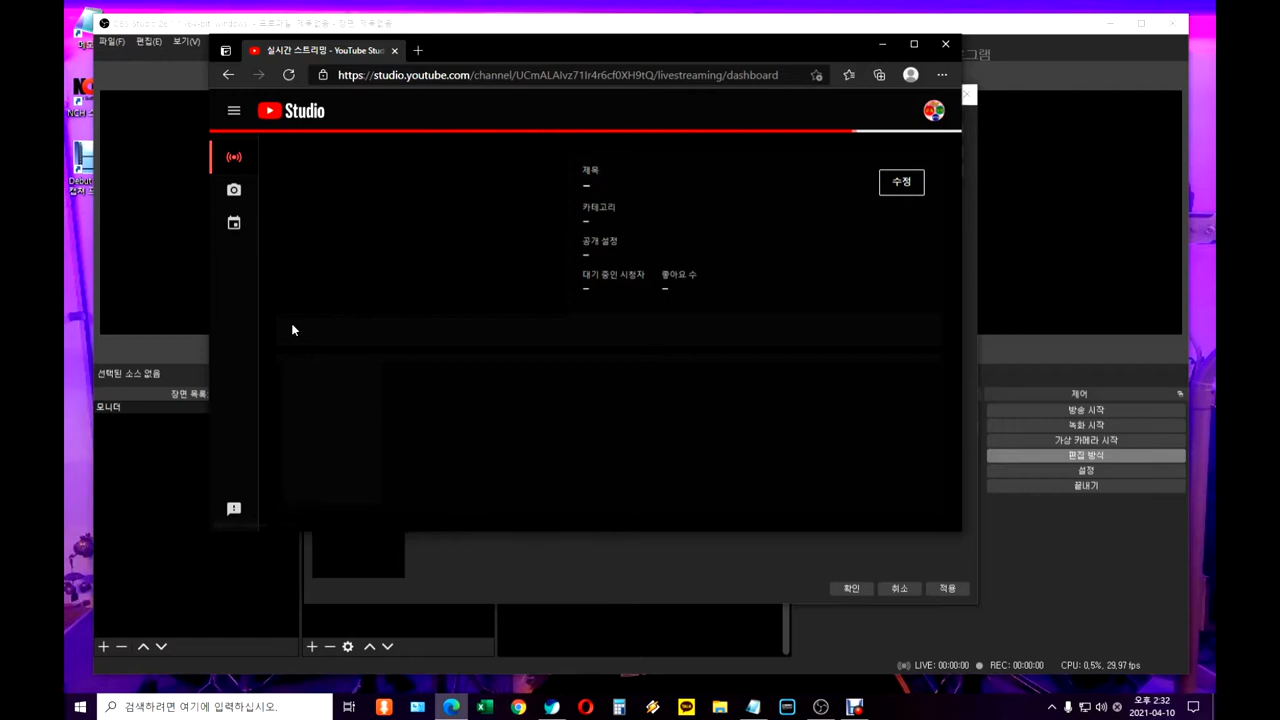 파일(F) 편집(E) 보기(V)
실시간 스트리밍 - YouTube Stu
https://studio.youtube.com/channel/UCmALAIvz71Ir4r6cf0XH9tQ/livestreaming/dashboard
Studio
제목
–
수정
카테고리
–
공개 설정
–
대기 중인 시청자 좋아요 수
– –
선택된 소스 없음
장면 목록
모니더
제어
방송 시작
녹화 시작
가상 카메라 시작
편집 방식
설정
끝내기
확인 취소 적용
LIVE: 00:00:00 REC: 00:00:00 CPU: 0.5%, 29.97 fps
검색하려면 여기에 입력하십시오.
오후 2:32
2021-04-10